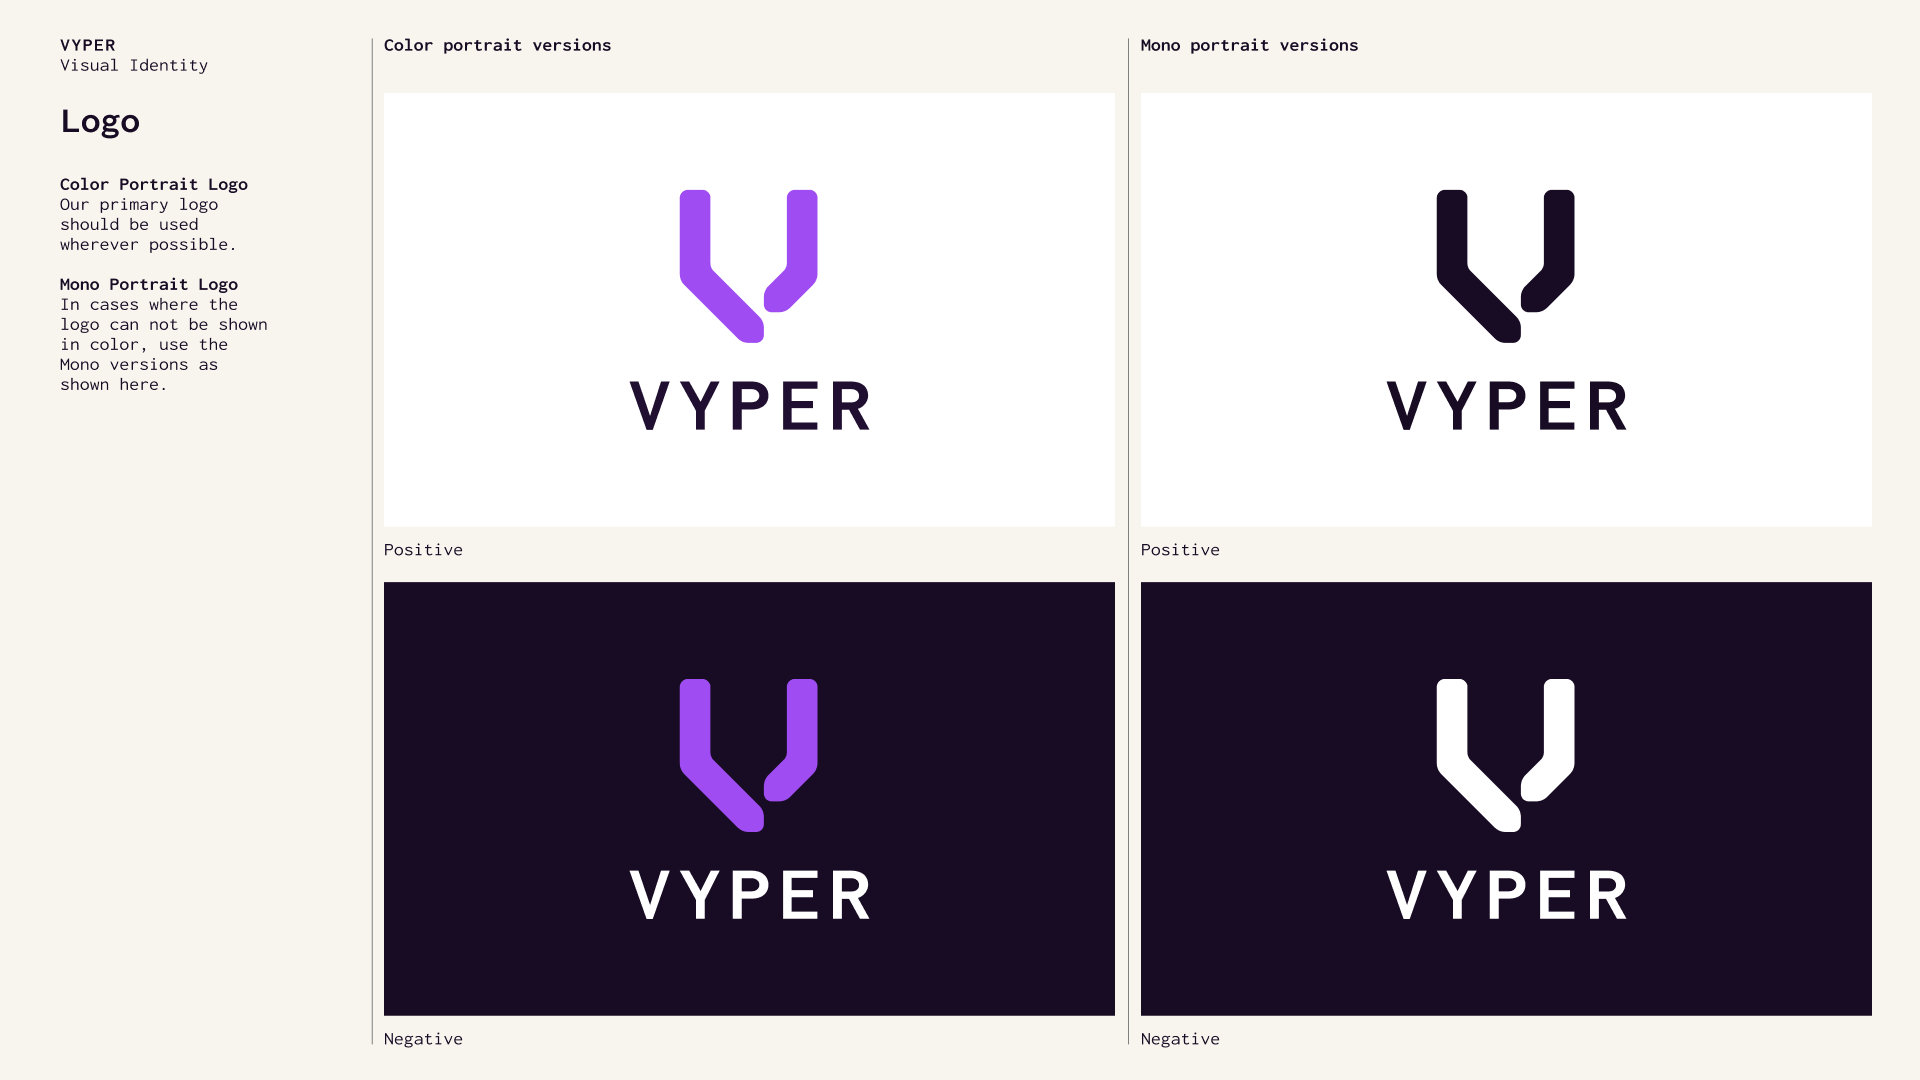 VYPER
Visual Identity
Logo
Color Portrait Logo
Our primary logo
should be used
wherever possible.
Mono Portrait Logo
In cases where the
logo can not be shown
in color, use the
Mono versions as
shown here.
Color portrait versions
VYPER
Positive
VYPER
Negative
Mono portrait versions
VYPER
Positive
VYPER
Negative